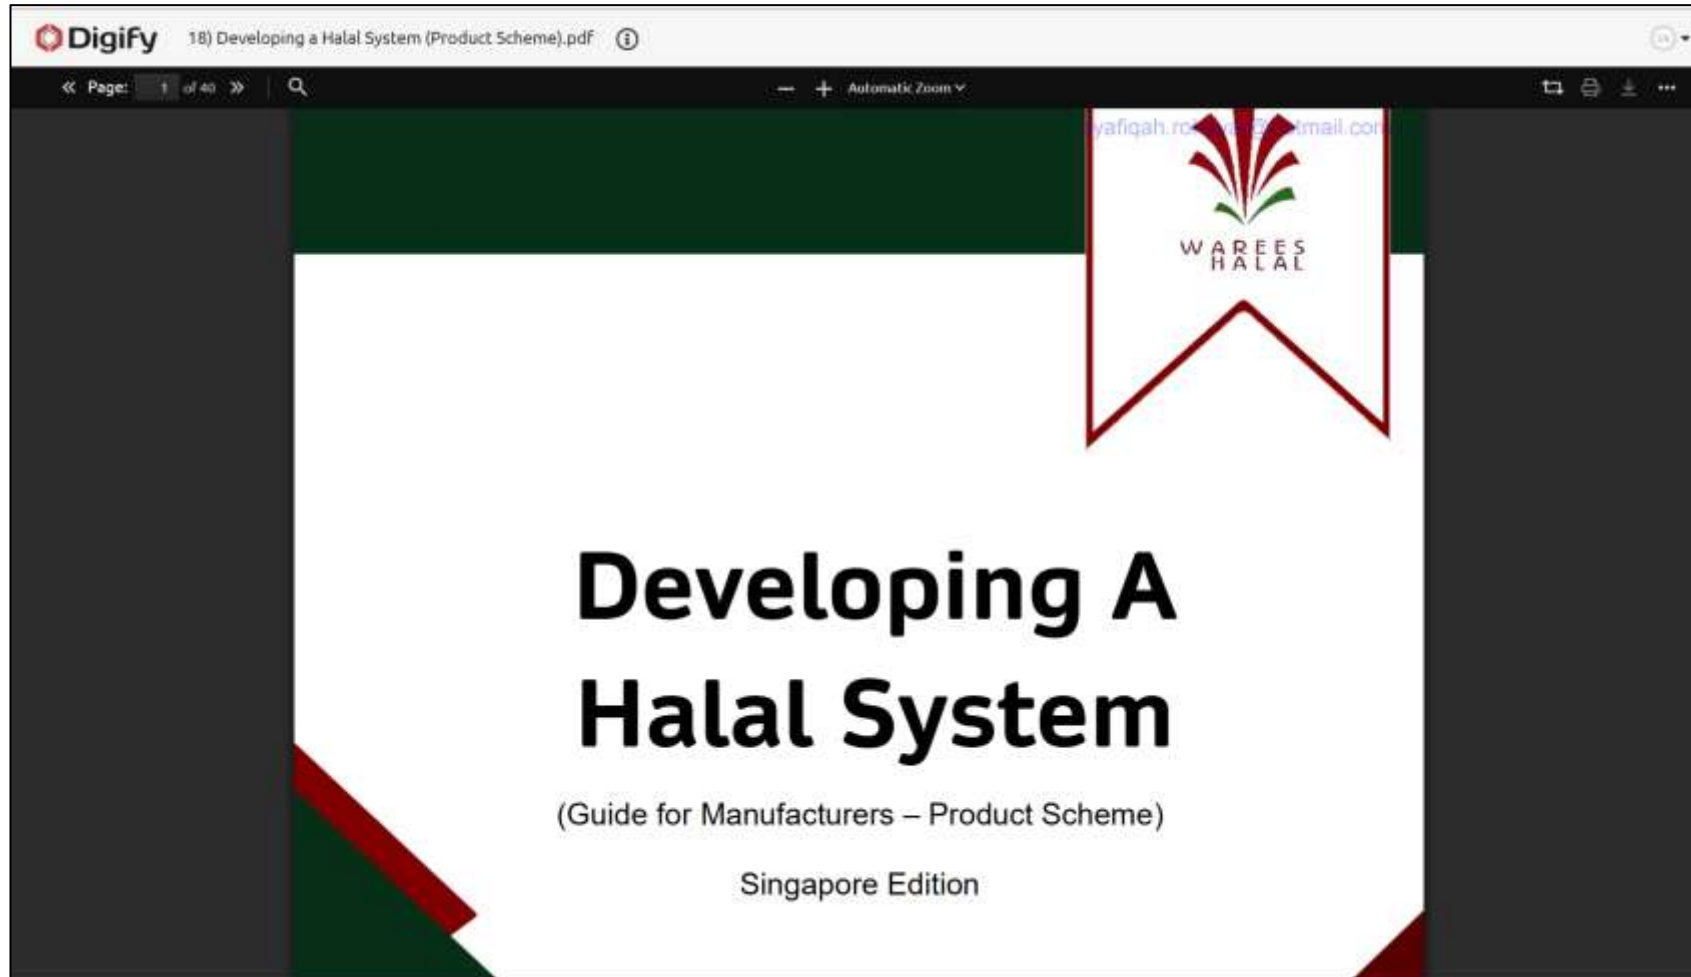 Digify 18) Developing a Halal System (Product Scheme).pdf
Page: 1 of 40 Automatic Zoom
WAREES
HALAL
Developing A
Halal System
(Guide for Manufacturers – Product Scheme)
Singapore Edition